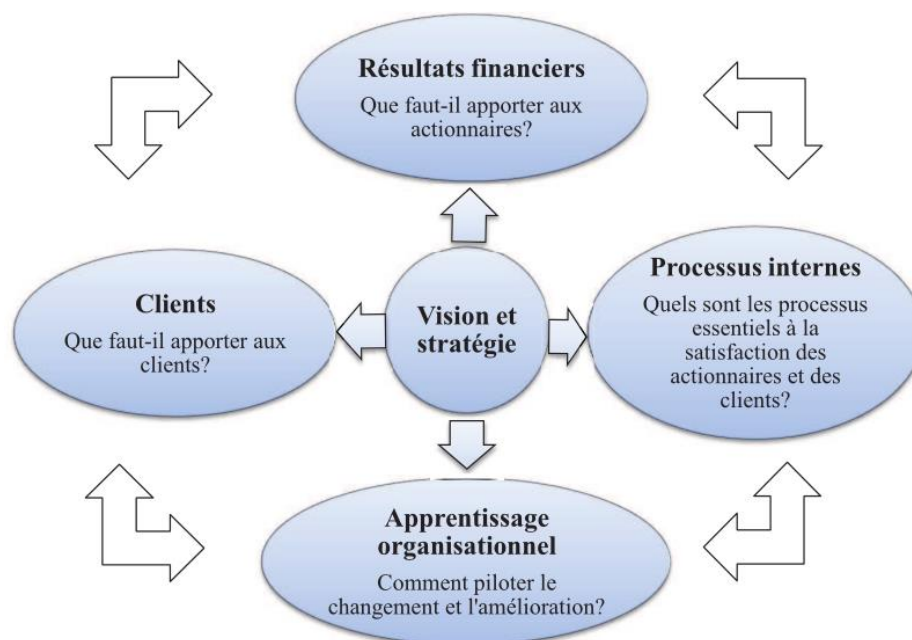 Résultats financiers
Que faut-il apporter aux
actionnaires?
Clients
Que faut-il apporter aux
clients?
Vision et
stratégie
Processus internes
Quels sont les processus
essentiels à la
satisfaction des
actionnaires et des
clients?
Apprentissage
organisationnel
Comment piloter le
changement et l'amélioration?